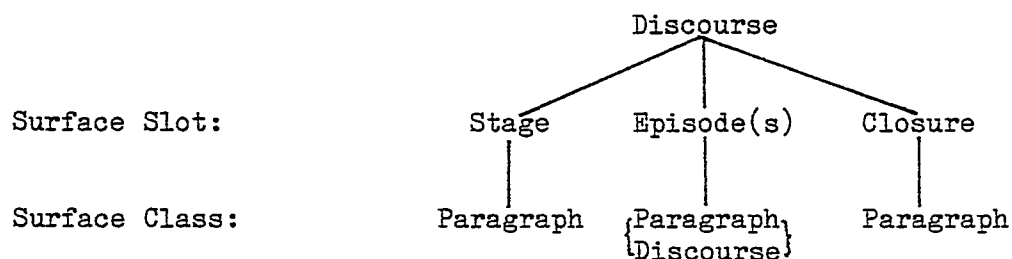 Discourse
Surface Slot: Stage Episode(s) Closure
Surface Class: Paragraph {Paragraph} Paragraph
{Discourse}